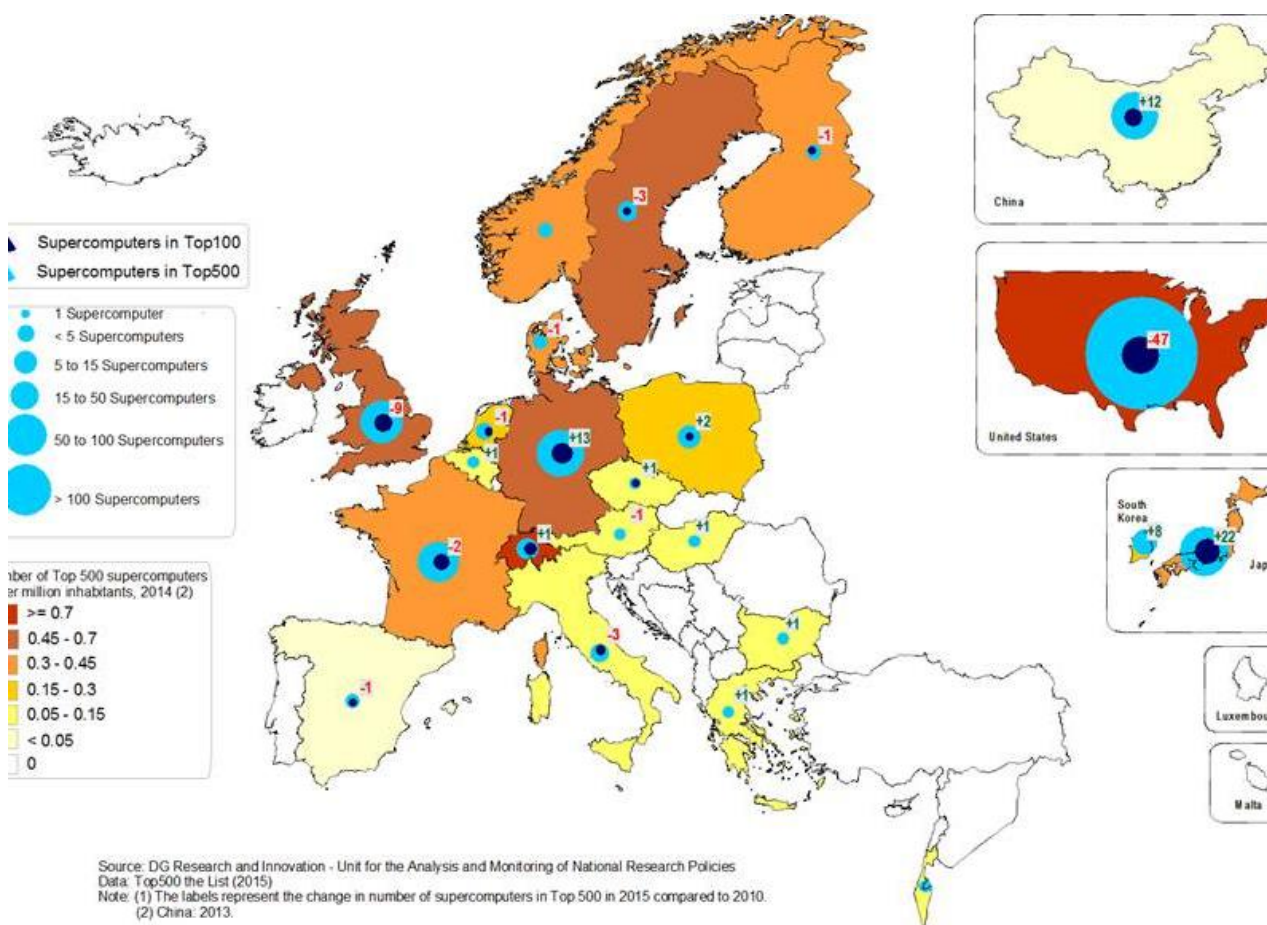 +12
China
-1
-3
Supercomputers in Top100
Supercomputers in Top500
1 Supercomputer
< 5 Supercomputers
5 to 15 Supercomputers
15 to 50 Supercomputers
50 to 100 Supercomputers
> 100 Supercomputers
-47
United States
-1
-9
-1
+1
+13
+2
+1
-2
+1
-1
+1
South
Korea
+8
+22
Jap
nber of Top 500 supercomputers
er million inhabitants, 2014 (2)
>= 0.7
0.45 - 0.7
0.3 - 0.45
0.15 - 0.3
0.05 - 0.15
< 0.05
0
-3
-1
+1
+1
Luxembou
Malta
Source: DG Research and Innovation - Unit for the Analysis and Monitoring of National Research Policies
Data: Top500 the List (2015)
Note: (1) The labels represent the change in number of supercomputers in Top 500 in 2015 compared to 2010.
(2) China: 2013.